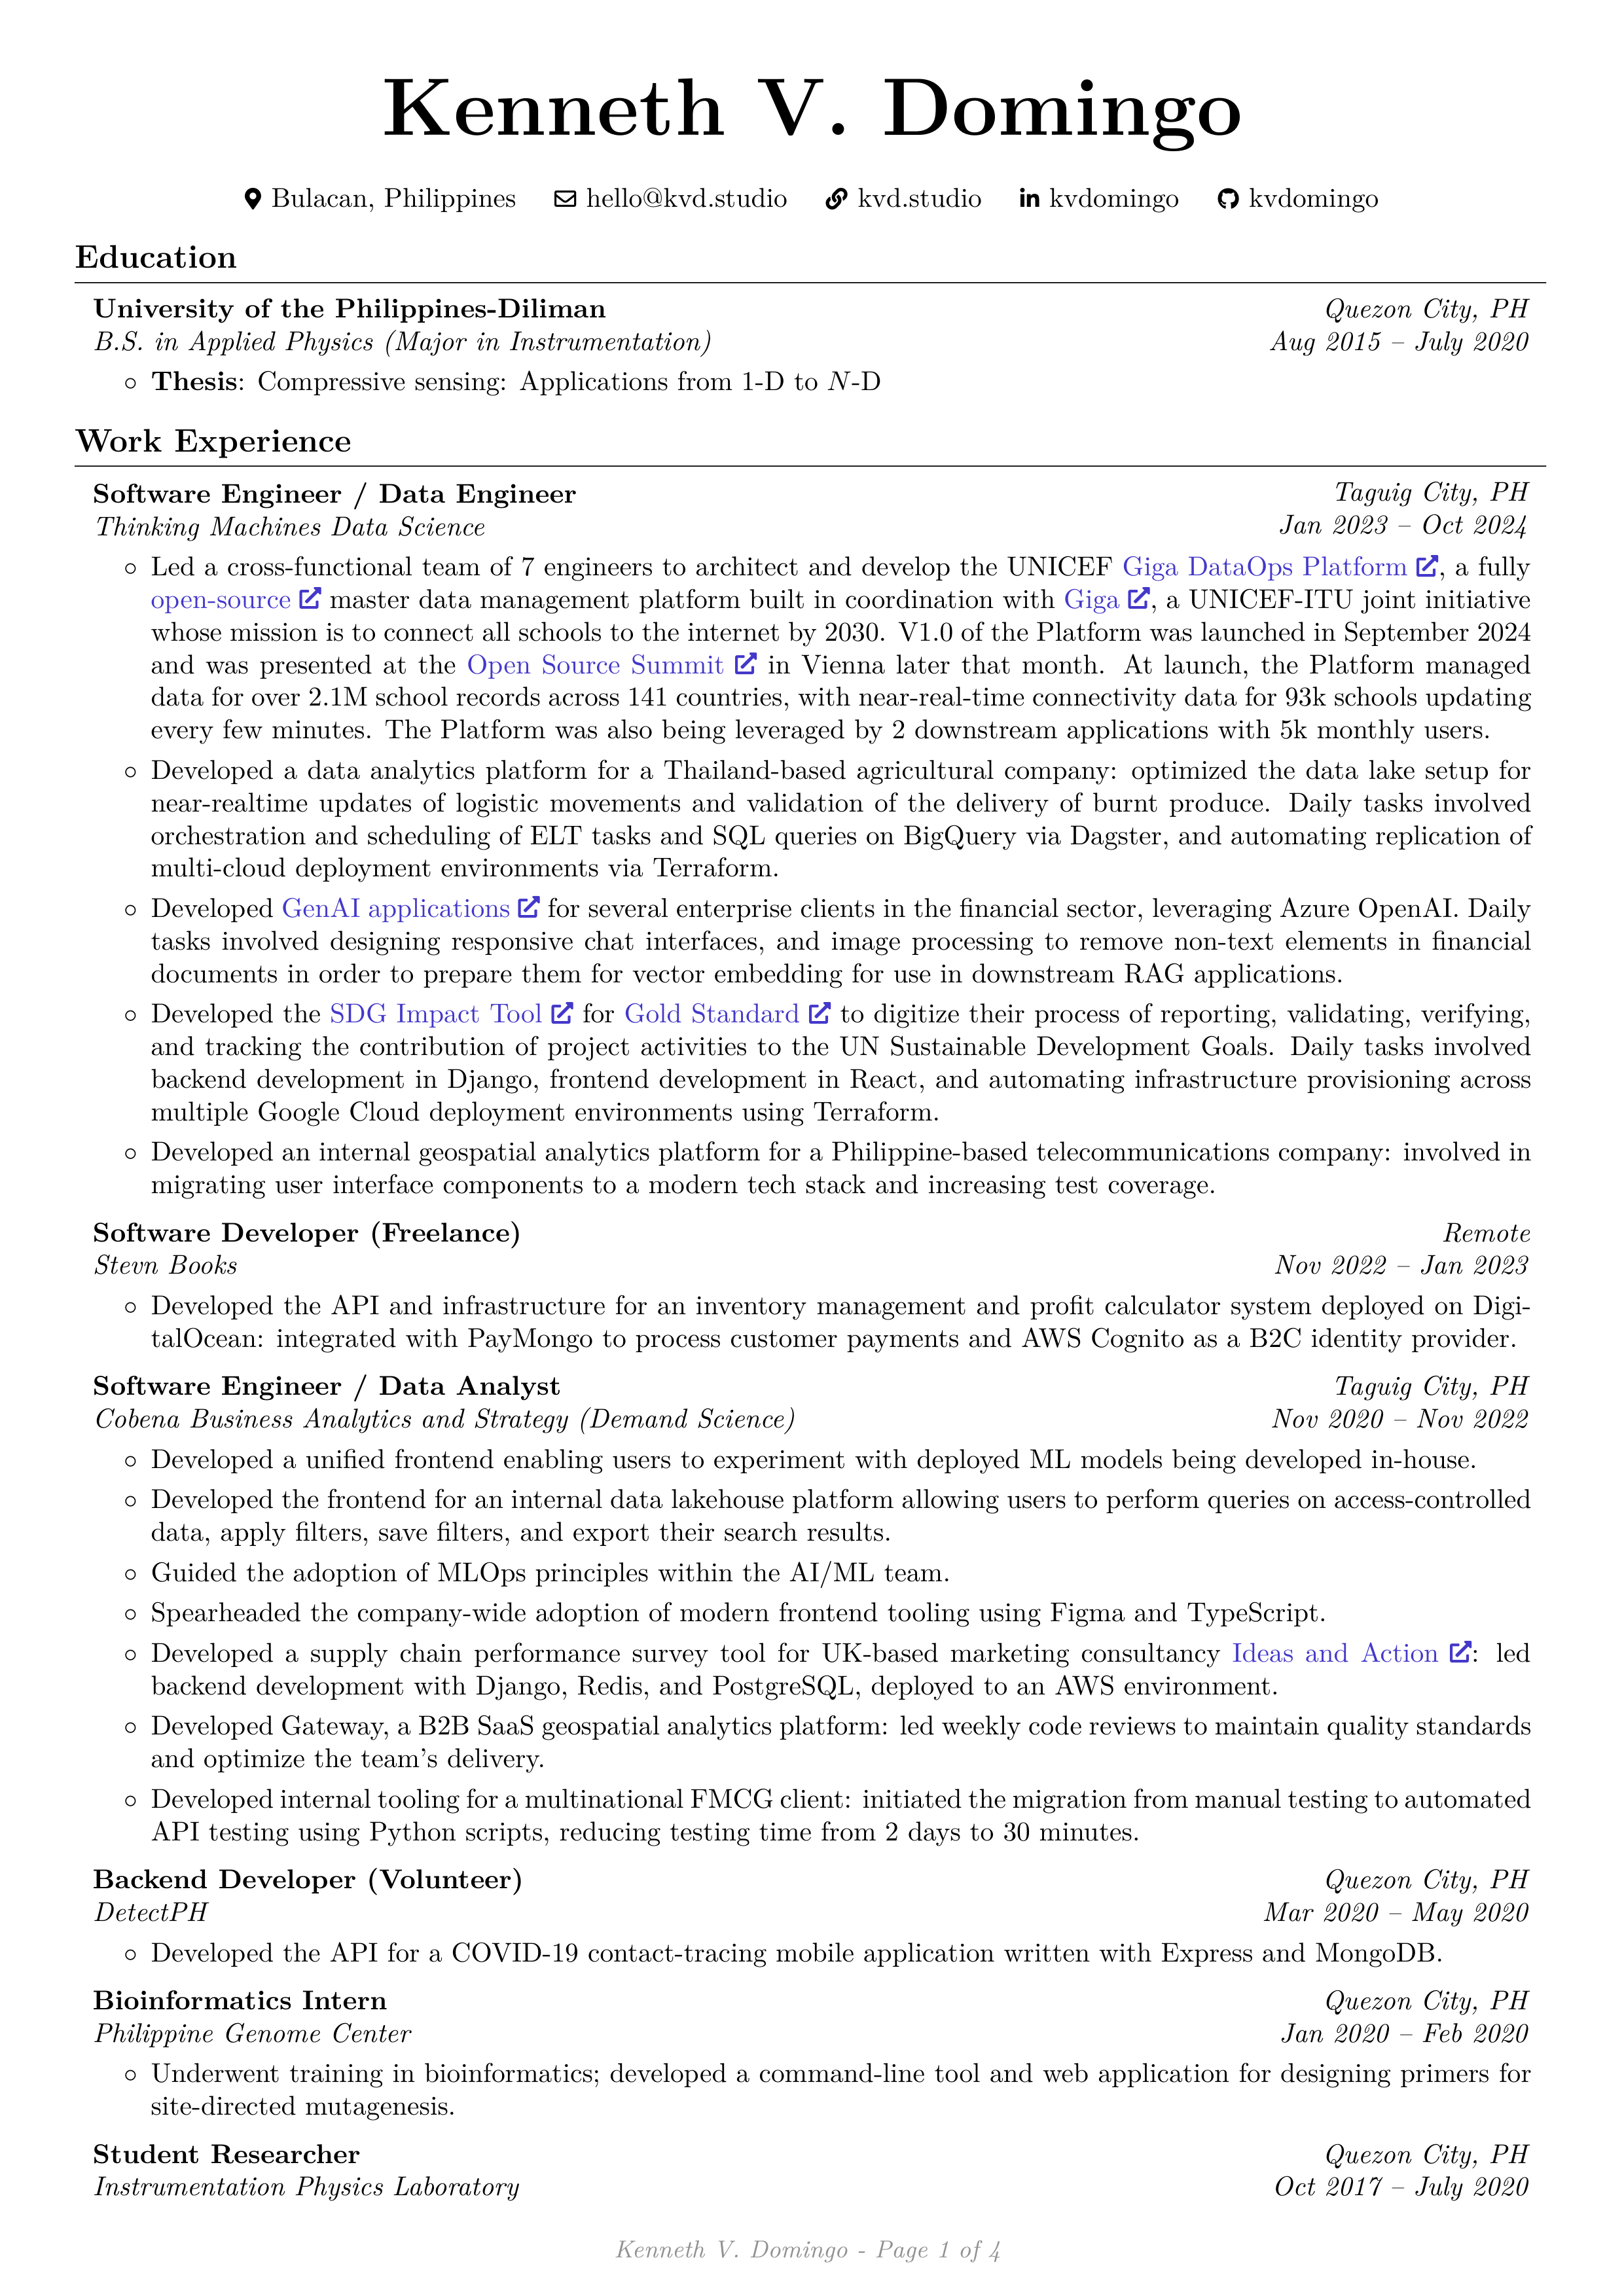 Kenneth V. Domingo
Bulacan, Philippines hello@kvd.studio kvd.studio kvdomingo kvdomingo
Education
University of the Philippines-Diliman Quezon City, PH
B.S. in Applied Physics (Major in Instrumentation) Aug 2015 – July 2020
◦ Thesis: Compressive sensing: Applications from 1-D to N-D
Work Experience
Software Engineer / Data Engineer Taguig City, PH
Thinking Machines Data Science Jan 2023 – Oct 2024
◦ Led a cross-functional team of 7 engineers to architect and develop the UNICEF Giga DataOps Platform, a fully
open-source master data management platform built in coordination with Giga, a UNICEF-ITU joint initiative
whose mission is to connect all schools to the internet by 2030. V1.0 of the Platform was launched in September 2024
and was presented at the Open Source Summit in Vienna later that month. At launch, the Platform managed
data for over 2.1M school records across 141 countries, with near-real-time connectivity data for 93k schools updating
every few minutes. The Platform was also being leveraged by 2 downstream applications with 5k monthly users.
◦ Developed a data analytics platform for a Thailand-based agricultural company: optimized the data lake setup for
near-realtime updates of logistic movements and validation of the delivery of burnt produce. Daily tasks involved
orchestration and scheduling of ELT tasks and SQL queries on BigQuery via Dagster, and automating replication of
multi-cloud deployment environments via Terraform.
◦ Developed GenAI applications for several enterprise clients in the financial sector, leveraging Azure OpenAI. Daily
tasks involved designing responsive chat interfaces, and image processing to remove non-text elements in financial
documents in order to prepare them for vector embedding for use in downstream RAG applications.
◦ Developed the SDG Impact Tool for Gold Standard to digitize their process of reporting, validating, verifying,
and tracking the contribution of project activities to the UN Sustainable Development Goals. Daily tasks involved
backend development in Django, frontend development in React, and automating infrastructure provisioning across
multiple Google Cloud deployment environments using Terraform.
◦ Developed an internal geospatial analytics platform for a Philippine-based telecommunications company: involved in
migrating user interface components to a modern tech stack and increasing test coverage.
Software Developer (Freelance) Remote
Stevn Books Nov 2022 – Jan 2023
◦ Developed the API and infrastructure for an inventory management and profit calculator system deployed on Digi-
talOcean: integrated with PayMongo to process customer payments and AWS Cognito as a B2C identity provider.
Software Engineer / Data Analyst Taguig City, PH
Cobena Business Analytics and Strategy (Demand Science) Nov 2020 – Nov 2022
◦ Developed a unified frontend enabling users to experiment with deployed ML models being developed in-house.
◦ Developed the frontend for an internal data lakehouse platform allowing users to perform queries on access-controlled
data, apply filters, save filters, and export their search results.
◦ Guided the adoption of MLOps principles within the AI/ML team.
◦ Spearheaded the company-wide adoption of modern frontend tooling using Figma and TypeScript.
◦ Developed a supply chain performance survey tool for UK-based marketing consultancy Ideas and Action: led
backend development with Django, Redis, and PostgreSQL, deployed to an AWS environment.
◦ Developed Gateway, a B2B SaaS geospatial analytics platform: led weekly code reviews to maintain quality standards
and optimize the team's delivery.
◦ Developed internal tooling for a multinational FMCG client: initiated the migration from manual testing to automated
API testing using Python scripts, reducing testing time from 2 days to 30 minutes.
Backend Developer (Volunteer) Quezon City, PH
DetectPH Mar 2020 – May 2020
◦ Developed the API for a COVID-19 contact-tracing mobile application written with Express and MongoDB.
Bioinformatics Intern Quezon City, PH
Philippine Genome Center Jan 2020 – Feb 2020
◦ Underwent training in bioinformatics; developed a command-line tool and web application for designing primers for
site-directed mutagenesis.
Student Researcher Quezon City, PH
Instrumentation Physics Laboratory Oct 2017 – July 2020
Kenneth V. Domingo - Page 1 of 4